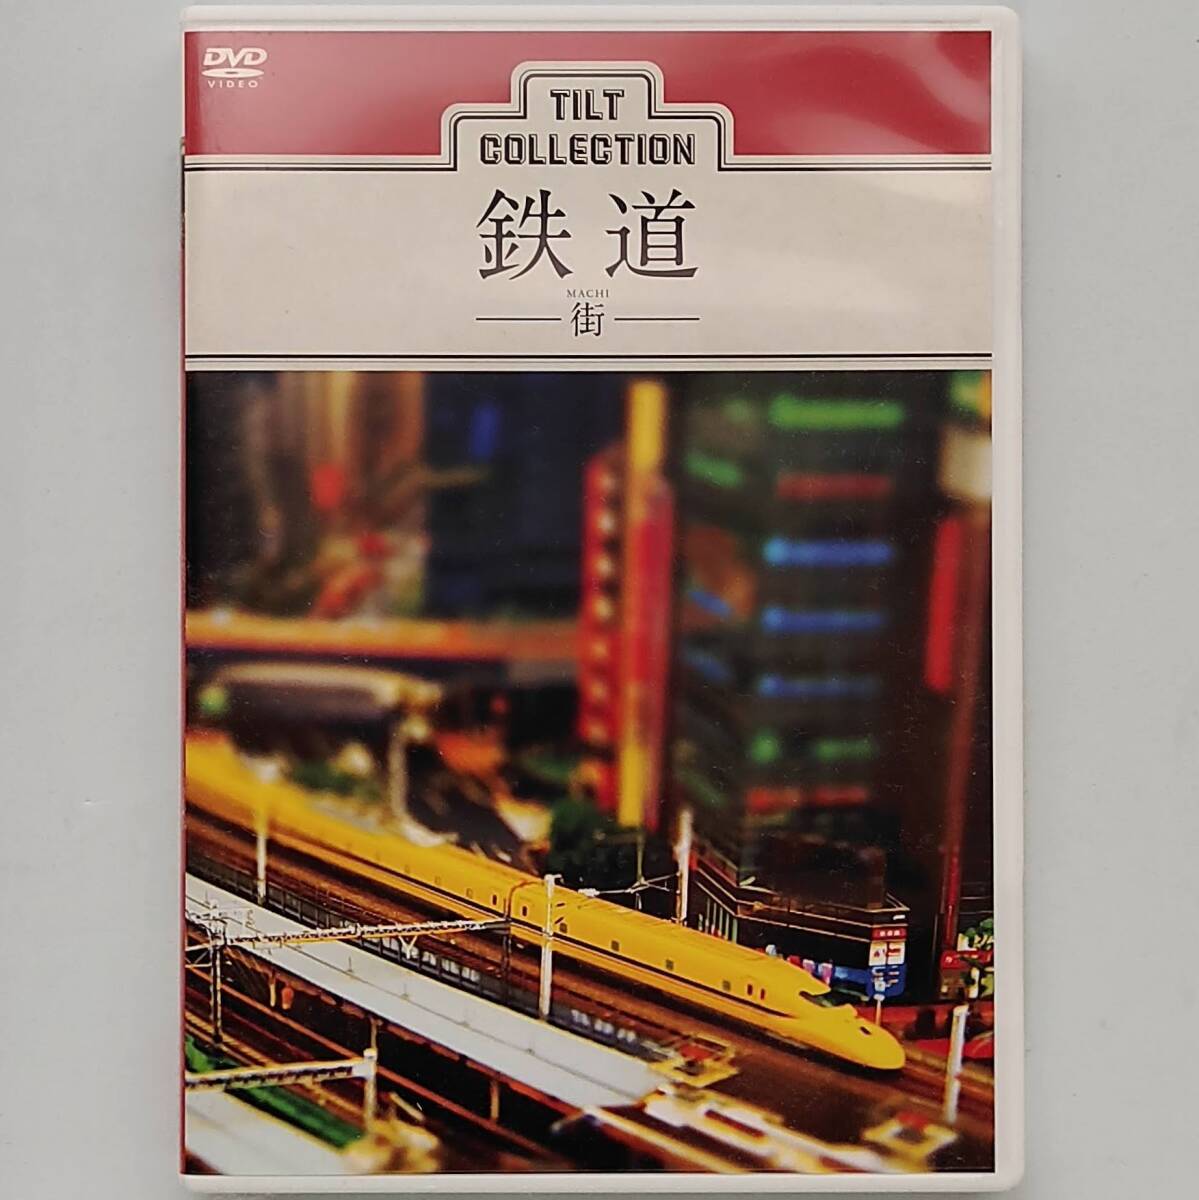 DVD
VIDEO
TILT
COLLECTION
鉄道
MACHI
街